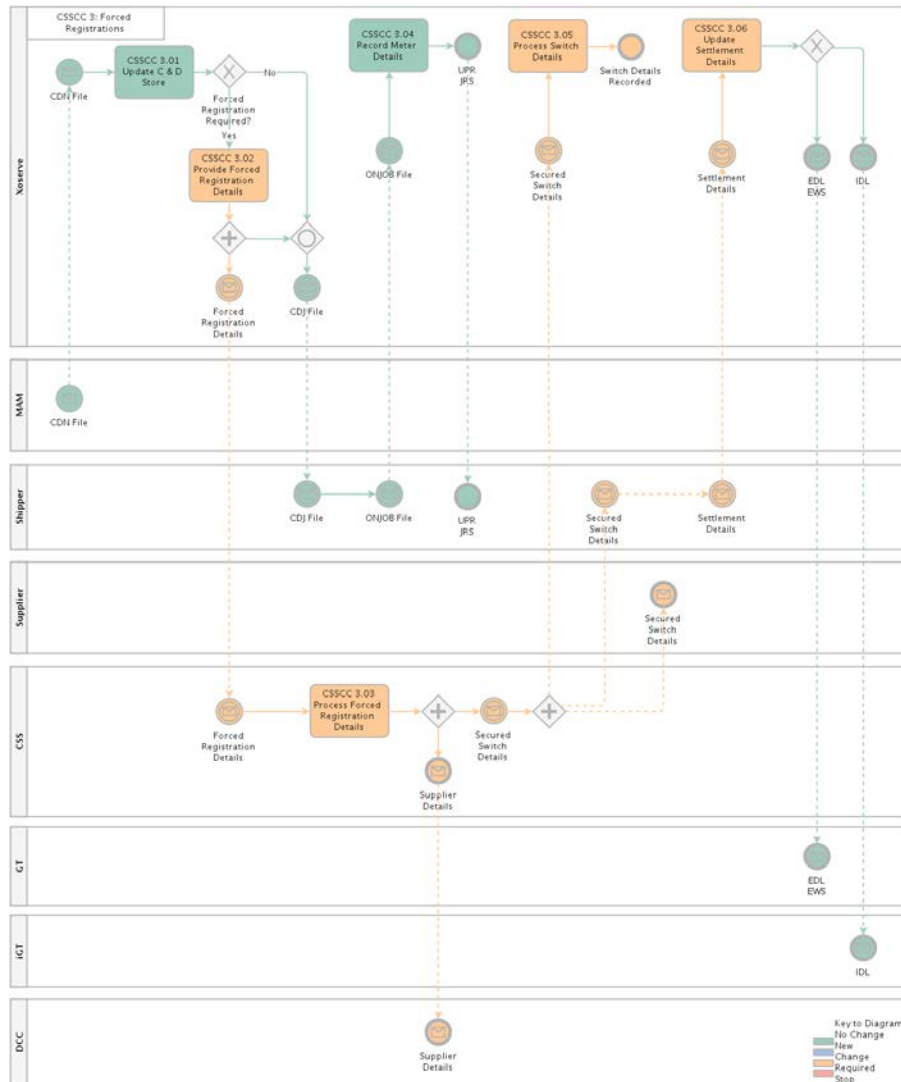 CSSCC 3: Forced
Registrations
Xoserve
CDN File
CSSCC 3.01
Update C & D
Store
No
Forced
Registration
Required?
Yes
CSSCC 3.02
Provide Forced
Registration
Details
Forced
Registration
Details
CDJ File
CSSCC 3.04
Record Meter
Details
UPR
JRS
ONJOB File
CSSCC 3.05
Process Switch
Details
Switch Details
Recorded
Secured
Switch
Details
CSSCC 3.06
Update
Settlement
Details
Settlement
Details
EDL
EWS
IDL
MAM
CDN File
Shipper
CDJ File
ONJOB File
UPR
JRS
Secured
Switch
Details
Settlement
Details
Supplier
Secured
Switch
Details
CSS
Forced
Registration
Details
CSSCC 3.03
Process Forced
Registration
Details
Secured
Switch
Details
Supplier
Details
GT
EDL
EWS
iGT
IDL
DCC
Supplier
Details
Key to Diagram
No Change
New
Change
Required
Stop